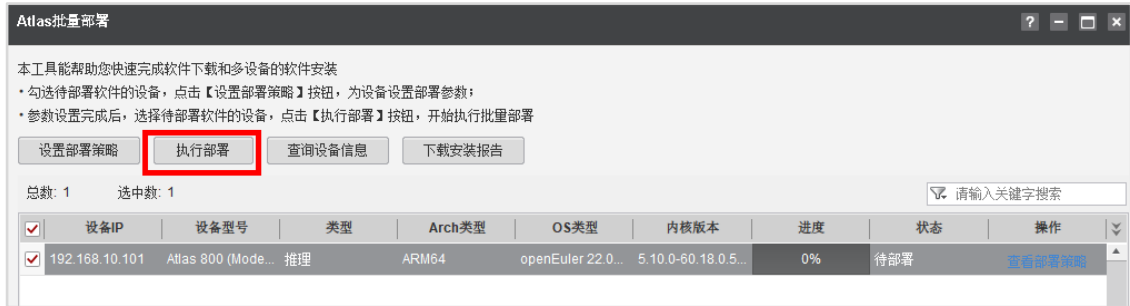 Atlas批量部署
本工具能帮助您快速完成软件下载和多设备的软件安装
•勾选待部署软件的设备，点击【设置部署策略】按钮，为设备设置部署参数；
•参数设置完成后，选择待部署软件的设备，点击【执行部署】按钮，开始执行批量部署
设置部署策略 执行部署 查询设备信息 下载安装报告
总数: 1 选中数: 1 请输入关键字搜索
设备IP 设备型号 类型 Arch类型 OS类型 内核版本 进度 状态 操作
192.168.10.101 Atlas 800 (Mode... 推理 ARM64 openEuler 22.0... 5.10.0-60.18.0.5... 0% 待部署 查看部署策略